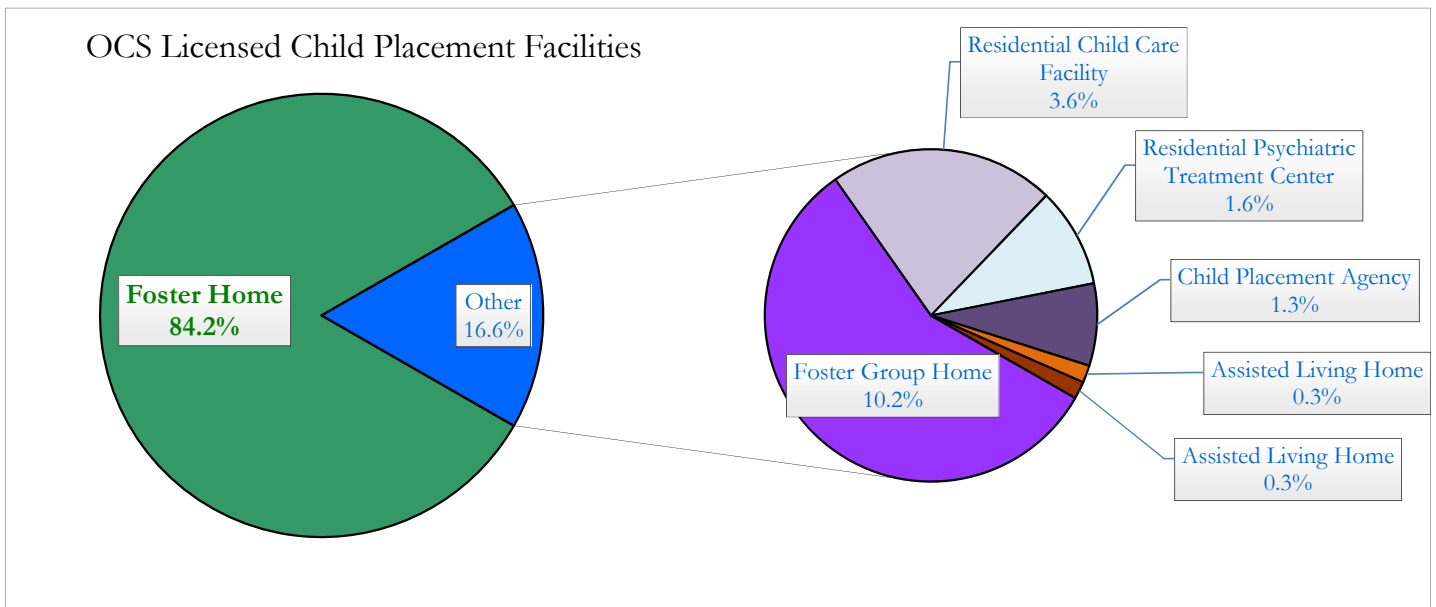 OCS Licensed Child Placement Facilities
Foster Home
84.2%
Other
16.6%
Residential Child Care
Facility
3.6%
Residential Psychiatric
Treatment Center
1.6%
Child Placement Agency
1.3%
Foster Group Home
10.2%
Assisted Living Home
0.3%
Assisted Living Home
0.3%